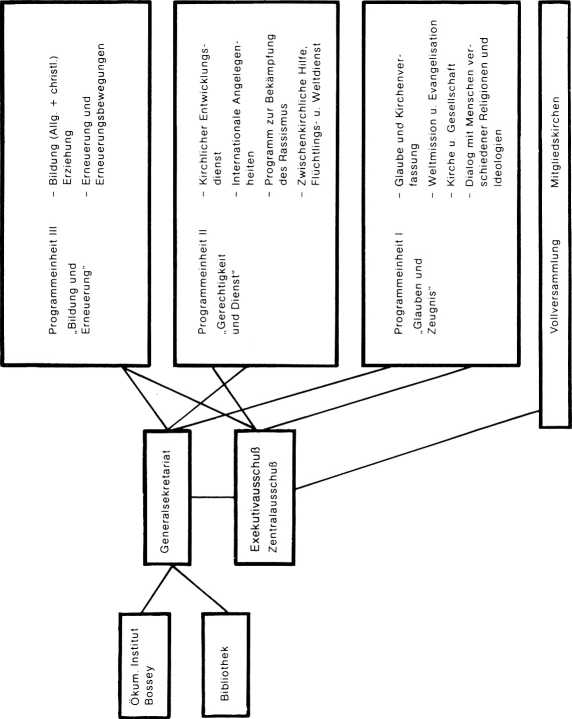 Programmeinheit III
„Bildung und
Erneuerung“
– Bildung (Allg. + christl.)
Erziehung
– Erneuerung und
Erneuerungsbewegungen
Ökum. Institut
Bossey
Bibliothek
Generalsekretariat
Exekutivausschuß
Zentralausschuß
Programmeinheit II
„Gerechtigkeit
und Dienst“
– Kirchlicher Entwicklungs-
dienst
– Internationale Angelegen-
heiten
– Programm zur Bekämpfung
des Rassismus
– Zwischenkirchliche Hilfe,
Flüchtlings- u. Weltdienst
Programmeinheit I
„Glauben und
Zeugnis“
– Glaube und Kirchenver-
fassung
– Weltmission u. Evangelisation
– Kirche u. Gesellschaft
– Dialog mit Menschen ver-
schiedener Religionen und
Ideologien
Vollversammlung Mitgliedskirchen